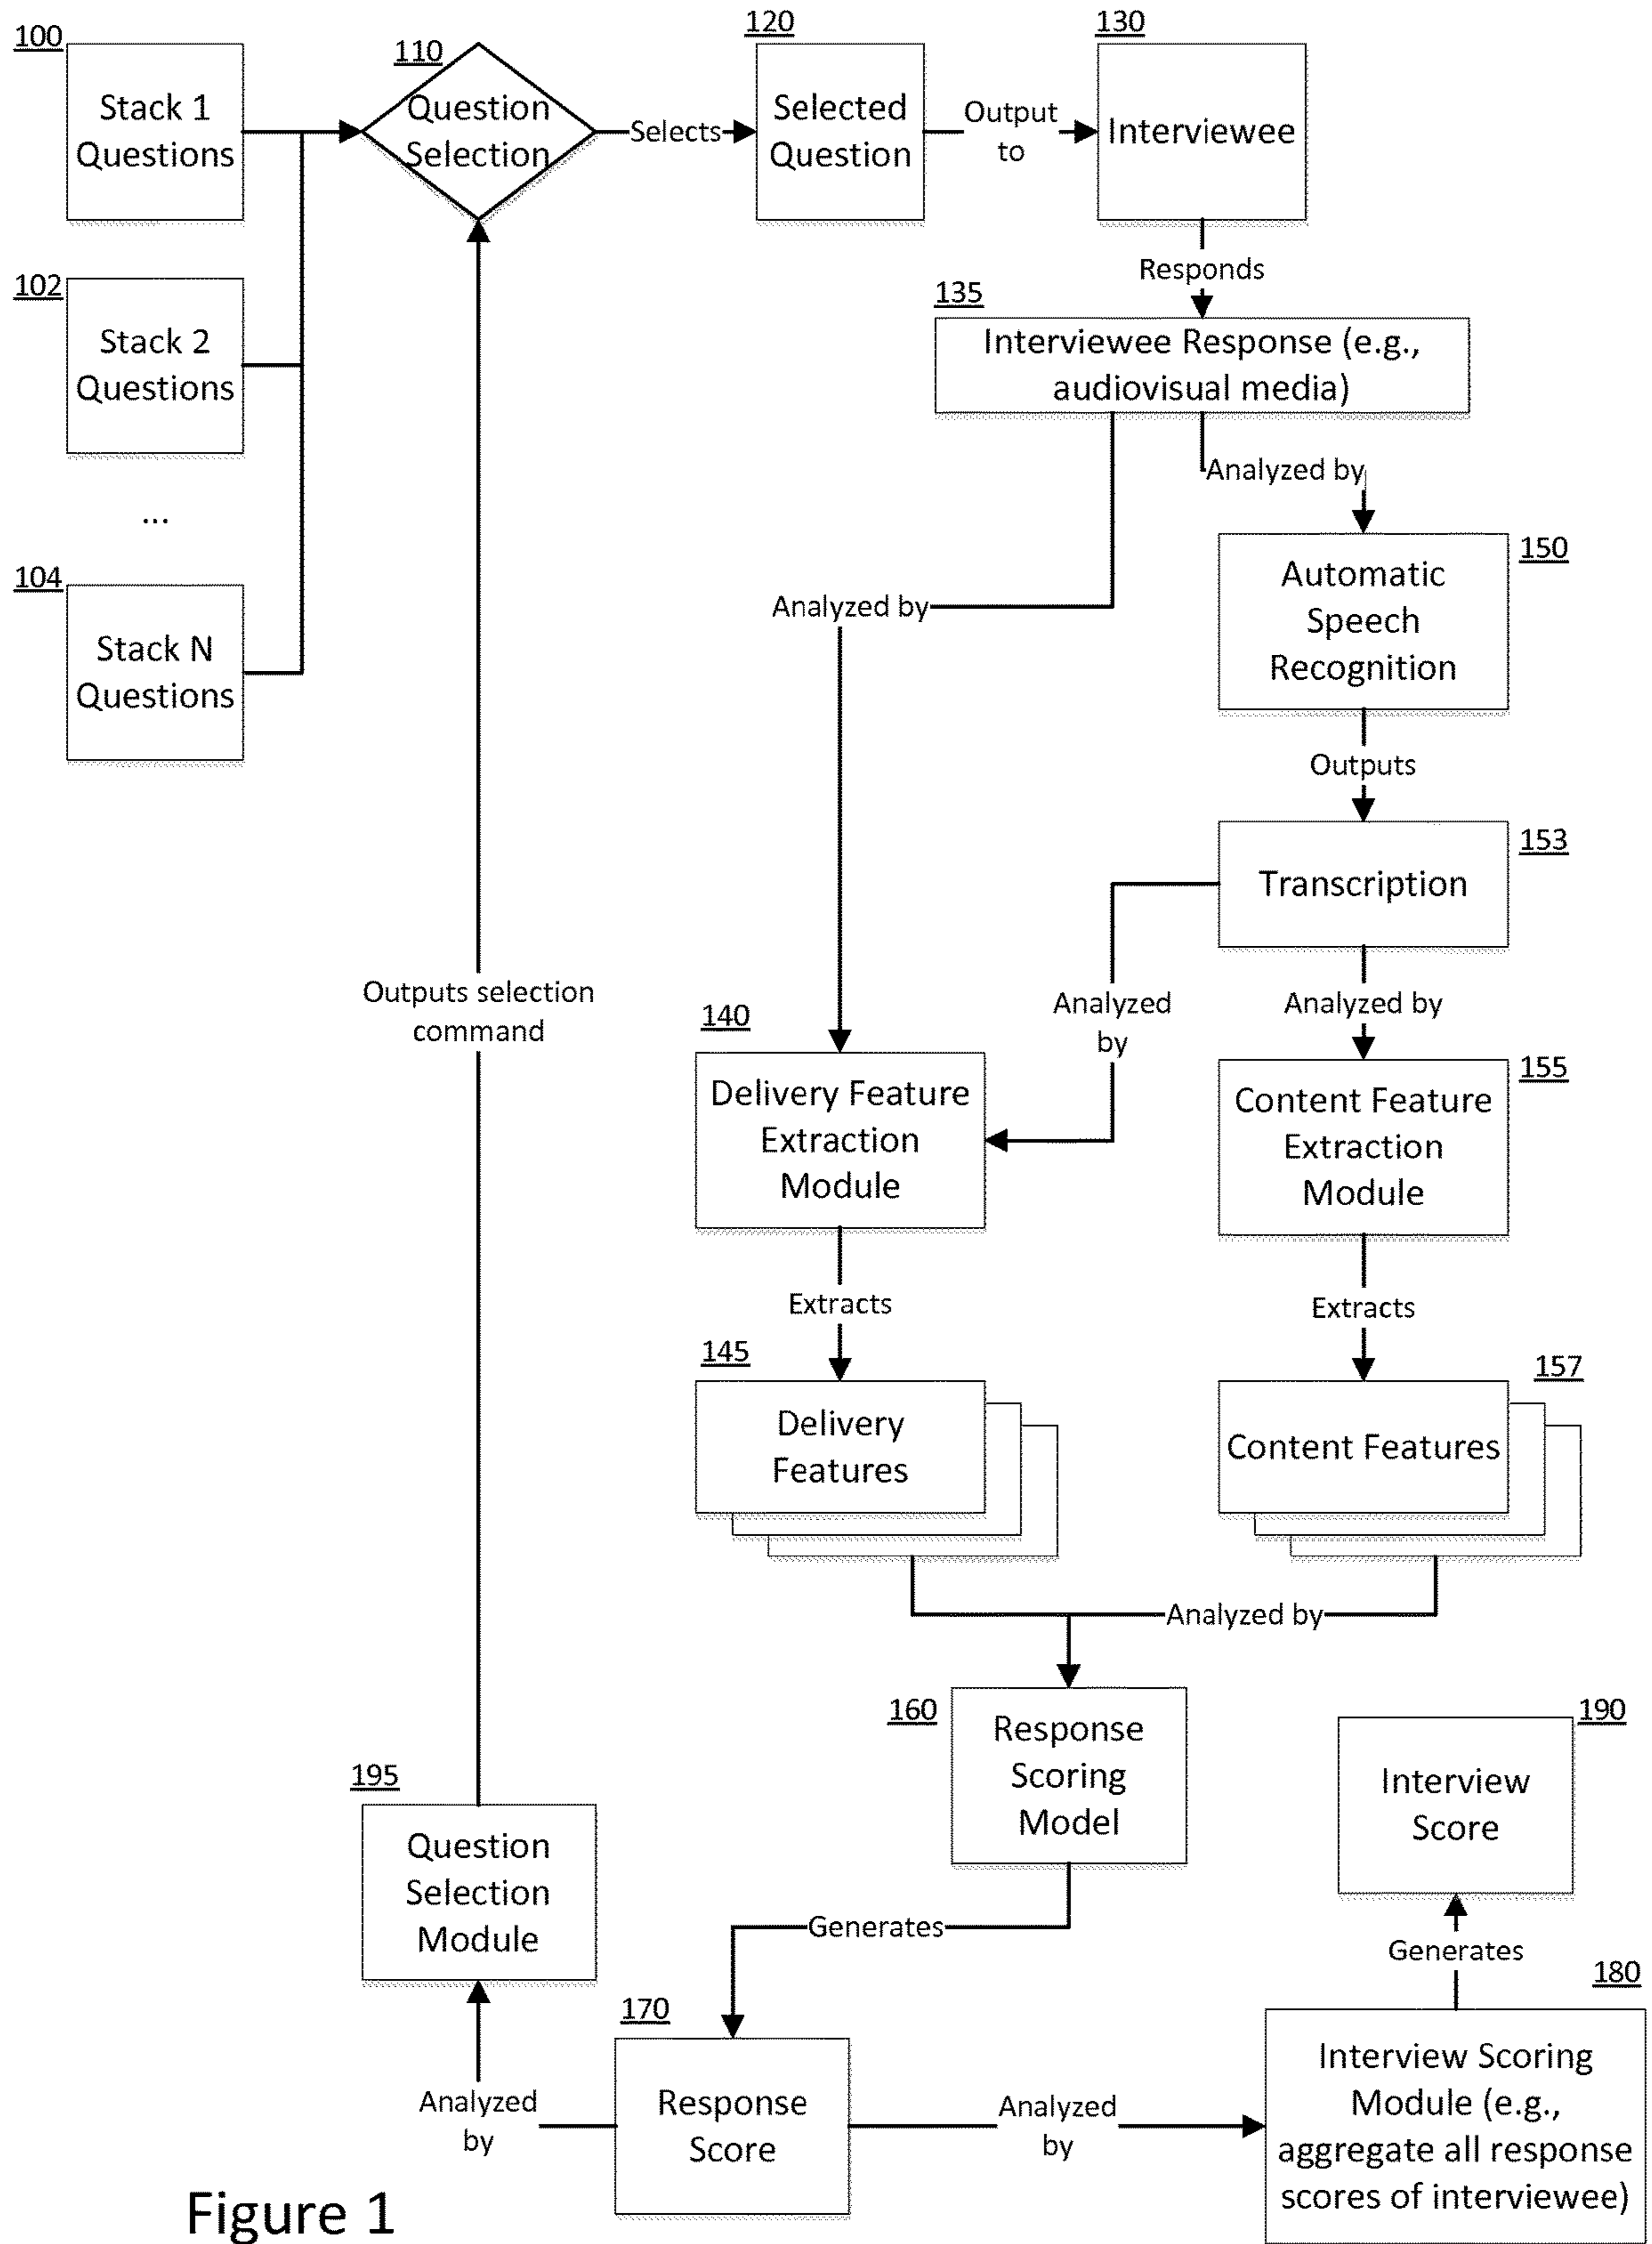 100
Stack 1
Questions
110
Question
Selection
Selects
120
Selected
Question
Output
to
130
Interviewee
102
Stack 2
Questions
...
104
Stack N
Questions
Responds
135
Interviewee Response (e.g.,
audiovisual media)
Analyzed by
Analyzed by
150
Automatic
Speech
Recognition
Outputs
153
Transcription
Analyzed
by
Analyzed by
Outputs selection
command
140
Delivery Feature
Extraction
Module
155
Content Feature
Extraction
Module
Extracts
Extracts
145
Delivery
Features
157
Content Features
Analyzed by
160
Response
Scoring
Model
190
Interview
Score
195
Question
Selection
Module
Generates
Generates
170
Response
Score
Analyzed
by
Analyzed
by
180
Interview Scoring
Module (e.g.,
aggregate all response
scores of interviewee)
Figure 1